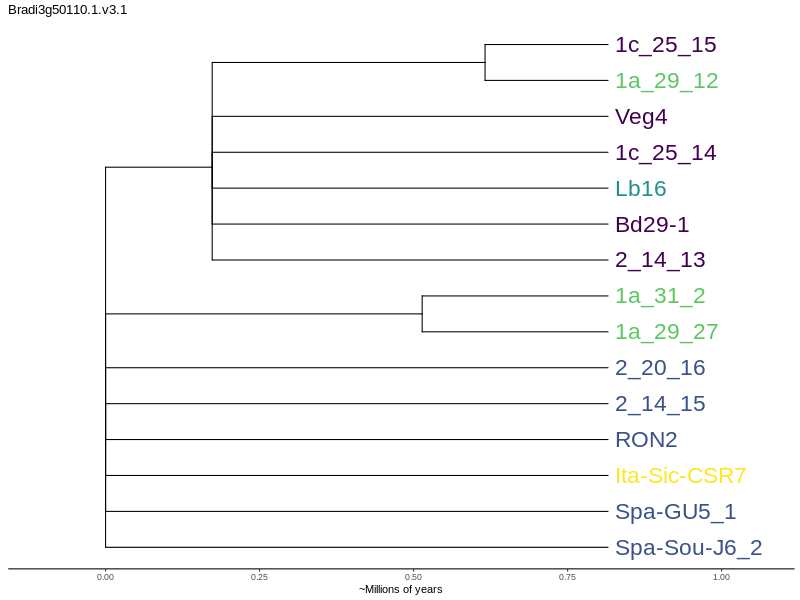 Bradi3g50110.1.v3.1
1c_25_15
1a_29_12
Veg4
1c_25_14
Lb16
Bd29-1
2_14_13
1a_31_2
1a_29_27
2_20_16
2_14_15
RON2
Ita-Sic-CSR7
Spa-GU5_1
Spa-Sou-J6_2
0.00 0.25 0.50 0.75 1.00
~Millions of years